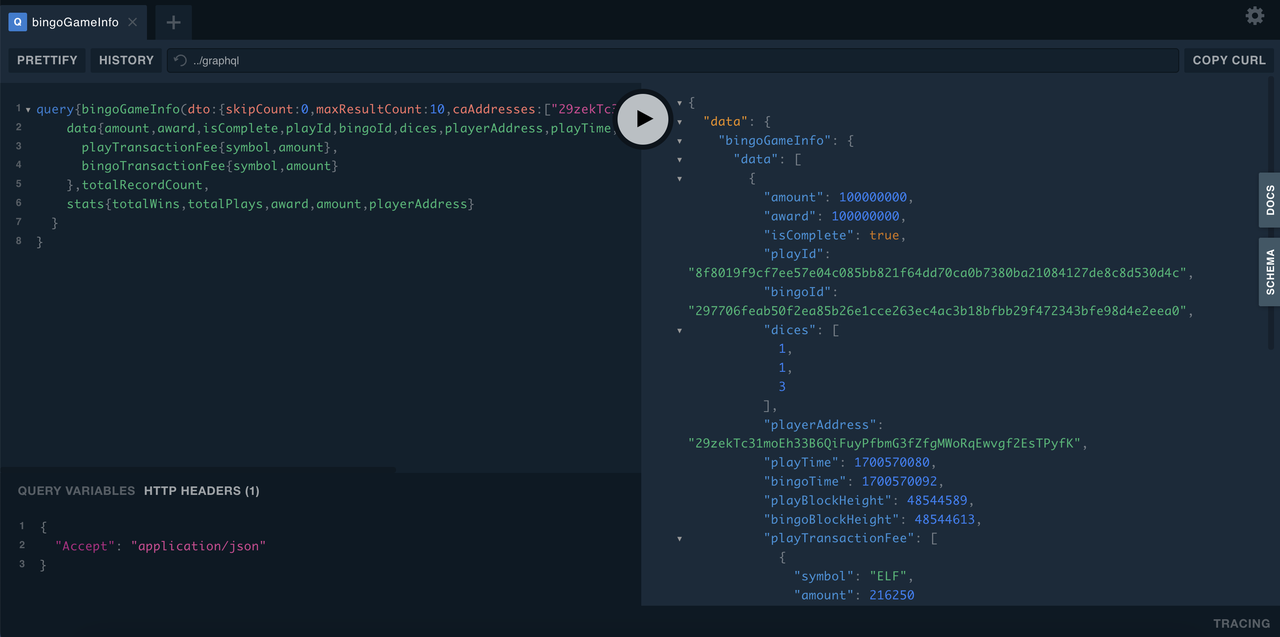 Q bingoGameInfo × +
PRETTIFY HISTORY ../graphql COPY CURL
1 query{bingoGameInfo(dto:{skipCount:0,maxResultCount:10,caAddresses:["29zekTc3
2 data{amount,award,isComplete,playId,bingoId,dices,playerAddress,playTime,
3 playTransactionFee{symbol,amount},
4 bingoTransactionFee{symbol,amount}
5 },totalRecordCount,
6 stats{totalWins,totalPlays,award,amount,playerAddress}
7 }
8 }
QUERY VARIABLES HTTP HEADERS (1)
1 {
2 "Accept": "application/json"
3 }
{
"data": {
"bingoGameInfo": {
"data": [
{
"amount": 100000000,
"award": 100000000,
"isComplete": true,
"playId":
"8f8019f9cf7ee57e04c085bb821f64dd70ca0b7380ba21084127de8c8d530d4c",
"bingoId":
"297706feab50f2ea85b26e1cce263ec4ac3b18bfbb29f472343bfe98d4e2eea0",
"dices": [
1,
1,
3
],
"playerAddress":
"29zekTc31moEh33B6QiFuyPfbmG3fZfgMWoRqEwvgf2EsTPyfK",
"playTime": 1700570080,
"bingoTime": 1700570092,
"playBlockHeight": 48544589,
"bingoBlockHeight": 48544613,
"playTransactionFee": [
{
"symbol": "ELF",
"amount": 216250
DOCS
SCHEMA
TRACING